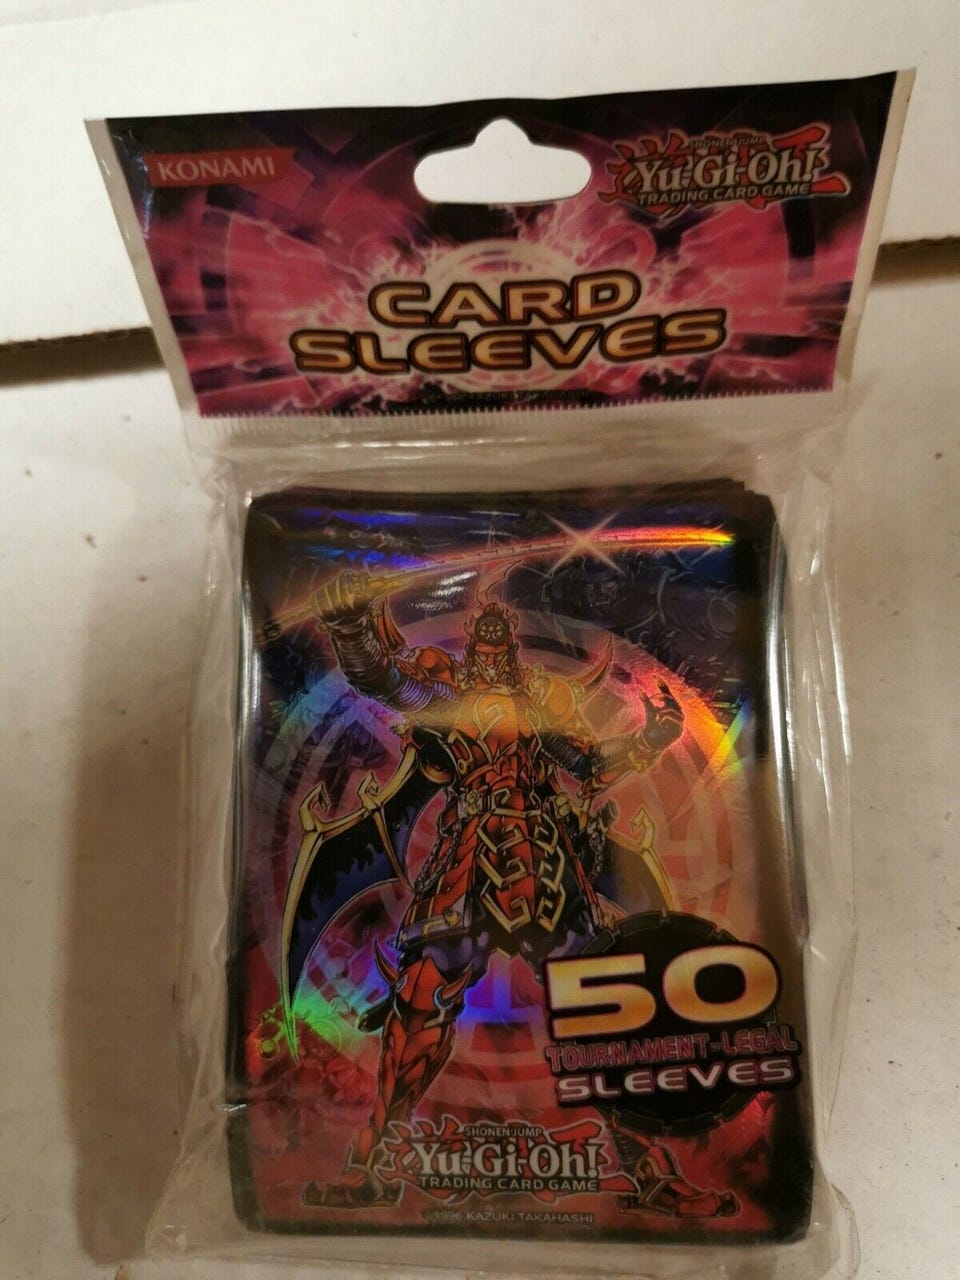 KONAMI
SHONEN JUMP
Yu-Gi-Oh!
TRADING CARD GAME
CARD
SLEEVES
50
TOURNAMENT-LEGAL
SLEEVES
SHONEN JUMP
Yu-Gi-Oh!
TRADING CARD GAME
©1996 KAZUKI TAKAHASHI